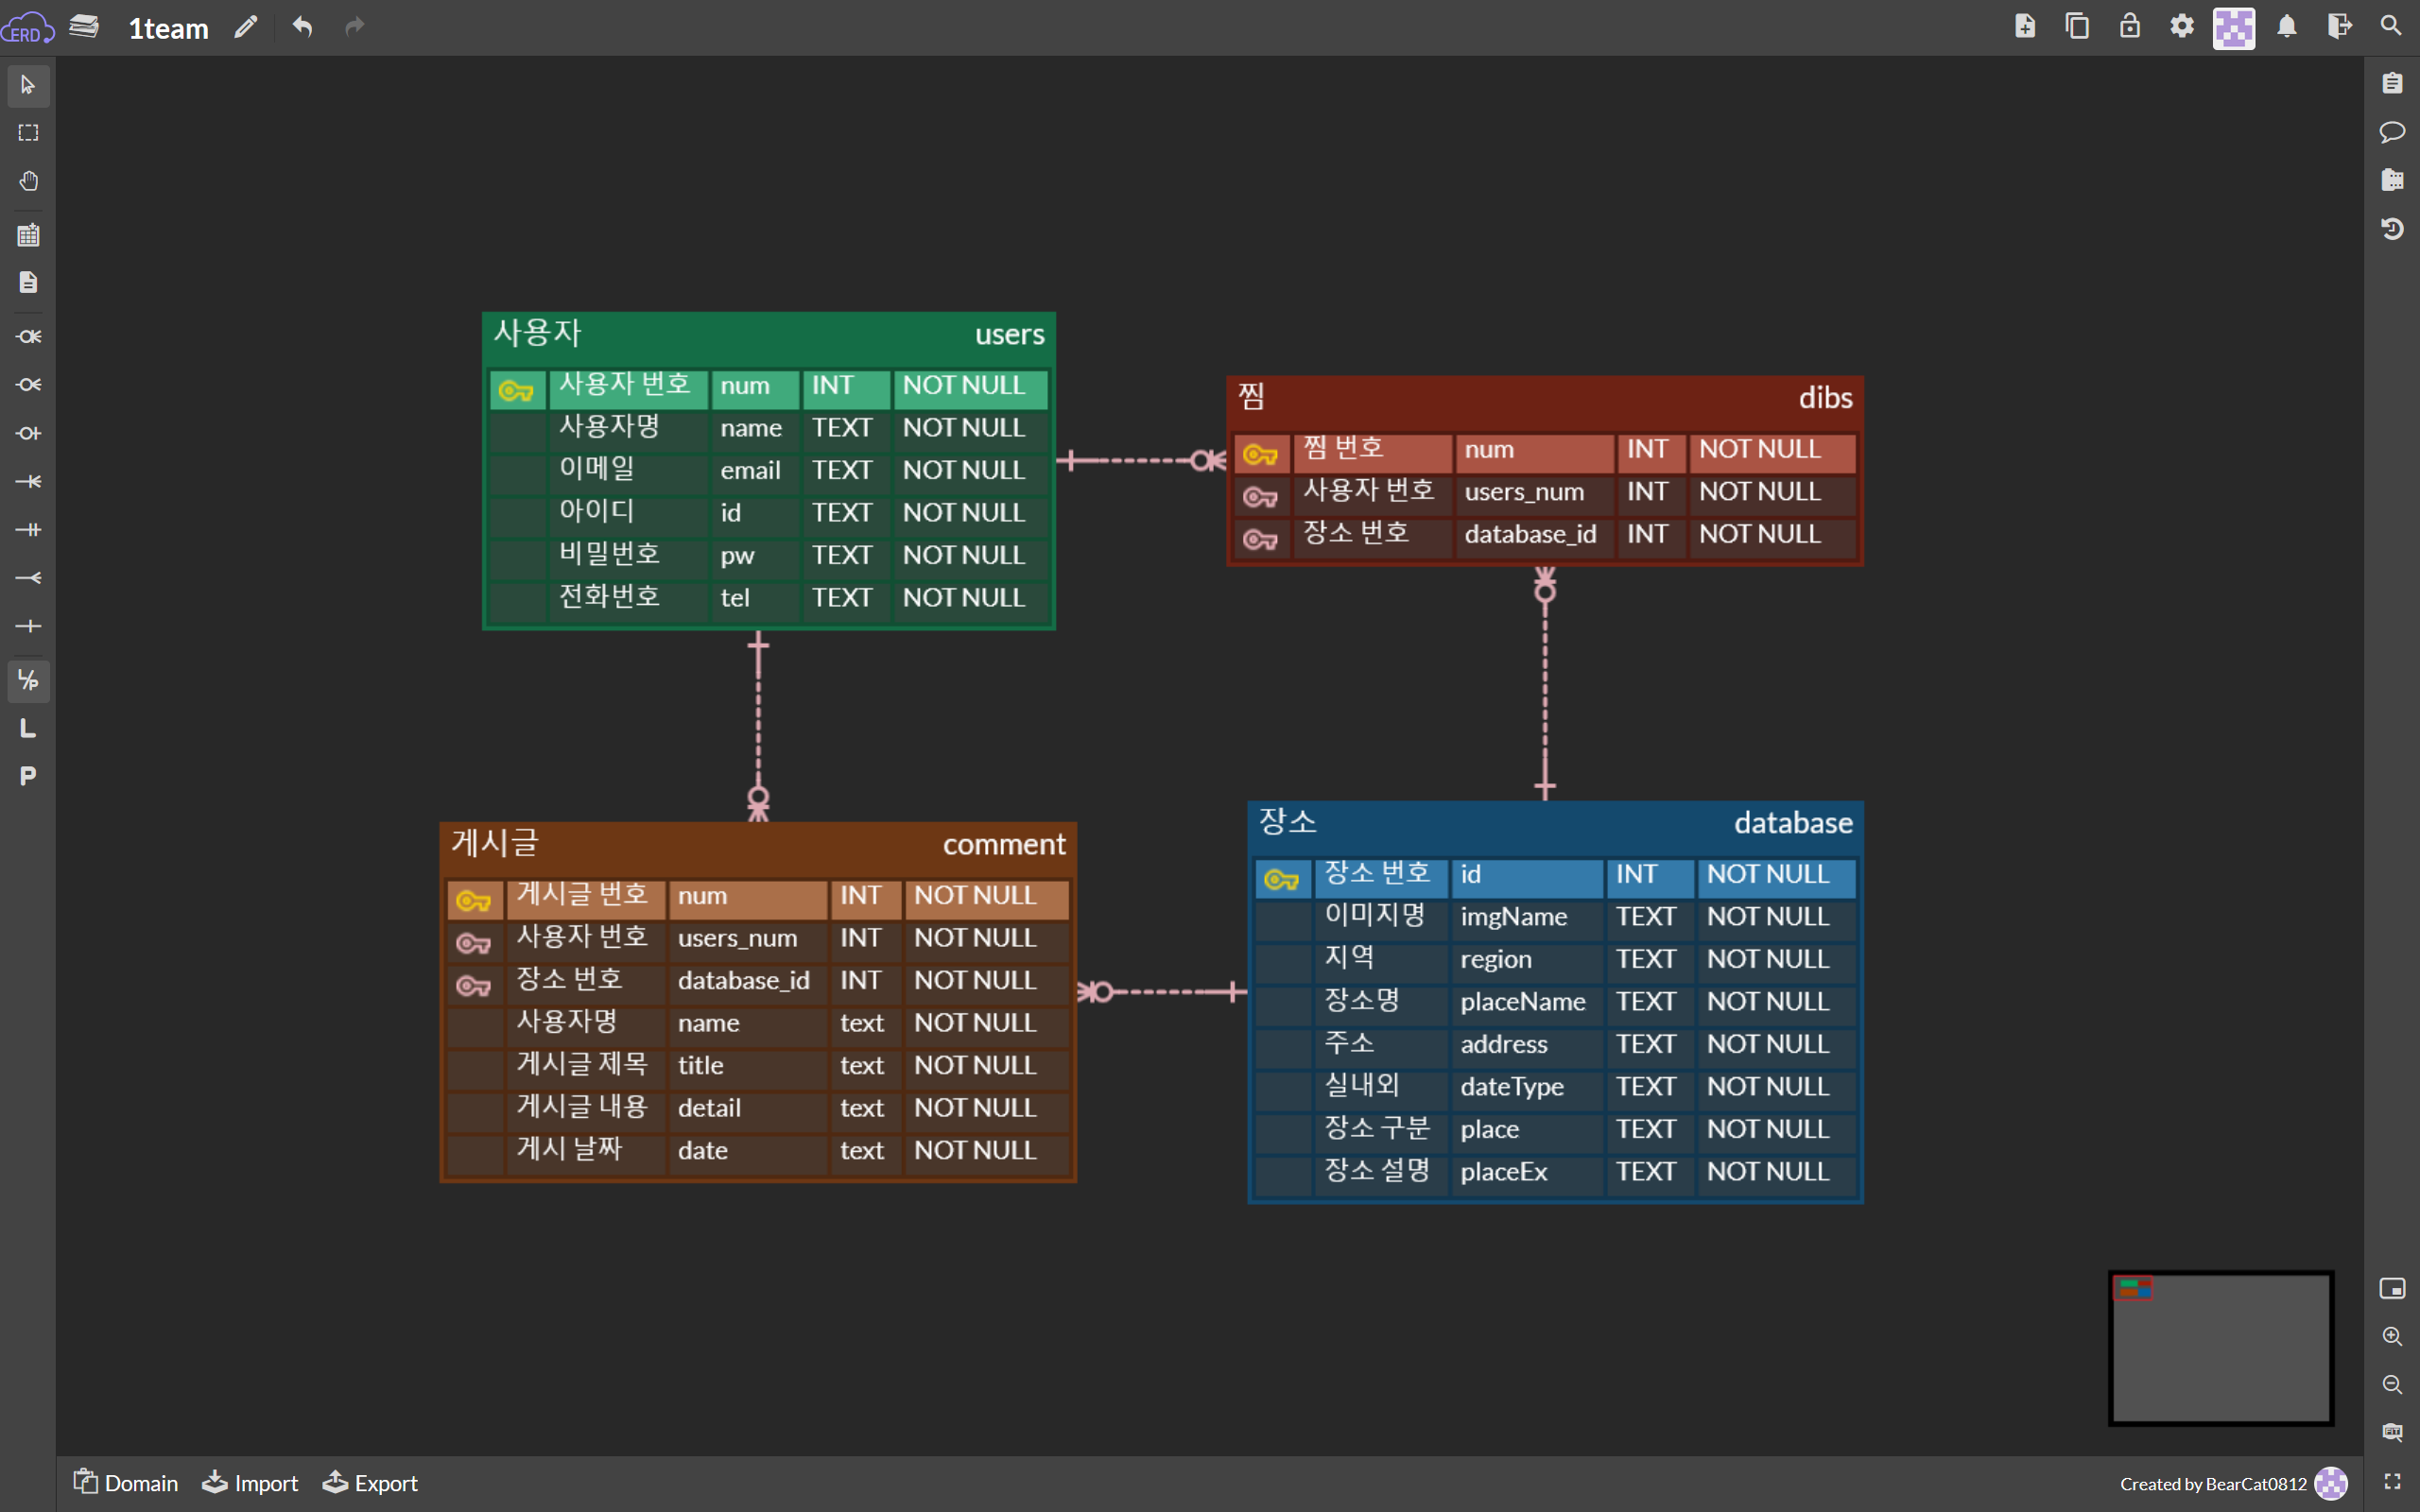 ERD
1team
사용자 users
사용자 번호 num INT NOT NULL
사용자명 name TEXT NOT NULL
이메일 email TEXT NOT NULL
아이디 id TEXT NOT NULL
비밀번호 pw TEXT NOT NULL
전화번호 tel TEXT NOT NULL
찜 dibs
찜 번호 num INT NOT NULL
사용자 번호 users_num INT NOT NULL
장소 번호 database_id INT NOT NULL
게시글 comment
게시글 번호 num INT NOT NULL
사용자 번호 users_num INT NOT NULL
장소 번호 database_id INT NOT NULL
사용자명 name text NOT NULL
게시글 제목 title text NOT NULL
게시글 내용 detail text NOT NULL
게시 날짜 date text NOT NULL
장소 database
장소 번호 id INT NOT NULL
이미지명 imgName TEXT NOT NULL
지역 region TEXT NOT NULL
장소명 placeName TEXT NOT NULL
주소 address TEXT NOT NULL
실내외 dateType TEXT NOT NULL
장소 구분 place TEXT NOT NULL
장소 설명 placeEx TEXT NOT NULL
L/P
L
P
FIT
Domain Import Export
Created by BearCat0812